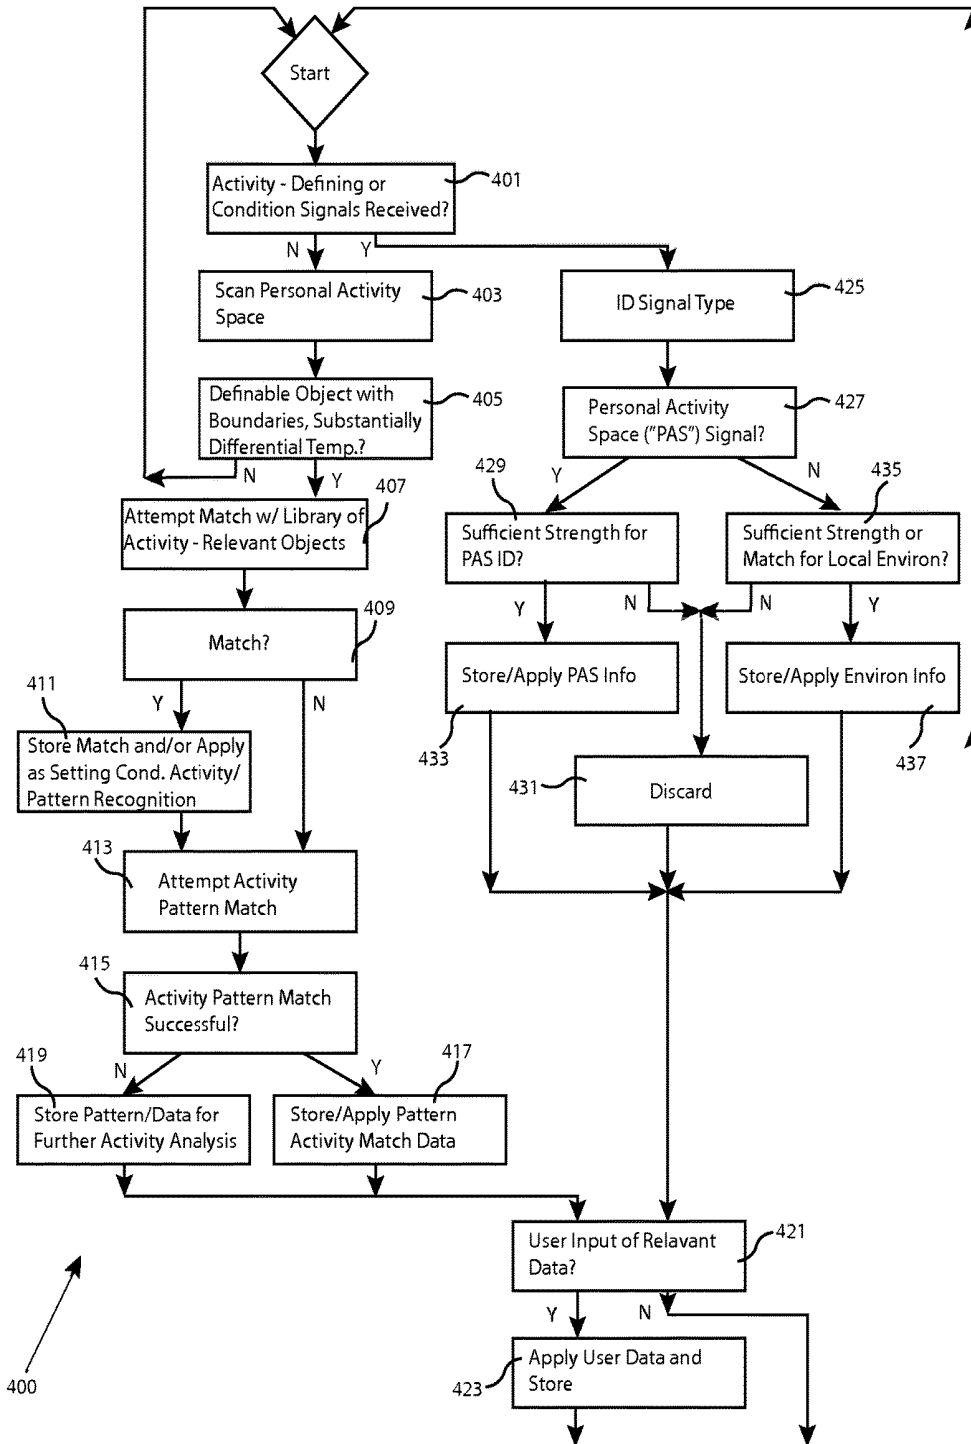 Start
Activity - Defining or
Condition Signals Received?
401
N
Y
Scan Personal Activity
Space
403
ID Signal Type
425
Definable Object with
Boundaries, Substantially
Differential Temp.?
405
Personal Activity
Space ("PAS") Signal?
427
N
Y
Y
N
Attempt Match w/ Library of
Activity - Relevant Objects
407
429
Sufficient Strength for
PAS ID?
435
Sufficient Strength or
Match for Local Environ?
Y
N
N
Y
Match?
409
Store/Apply PAS Info
433
Store/Apply Environ Info
437
411
Y
N
Store Match and/or Apply
as Setting Cond. Activity/
Pattern Recognition
431
Discard
413
Attempt Activity
Pattern Match
415
Activity Pattern Match
Successful?
N
Y
419
Store Pattern/Data for
Further Activity Analysis
417
Store/Apply Pattern
Activity Match Data
User Input of Relavant
Data?
421
Y
N
Apply User Data and
Store
423
400